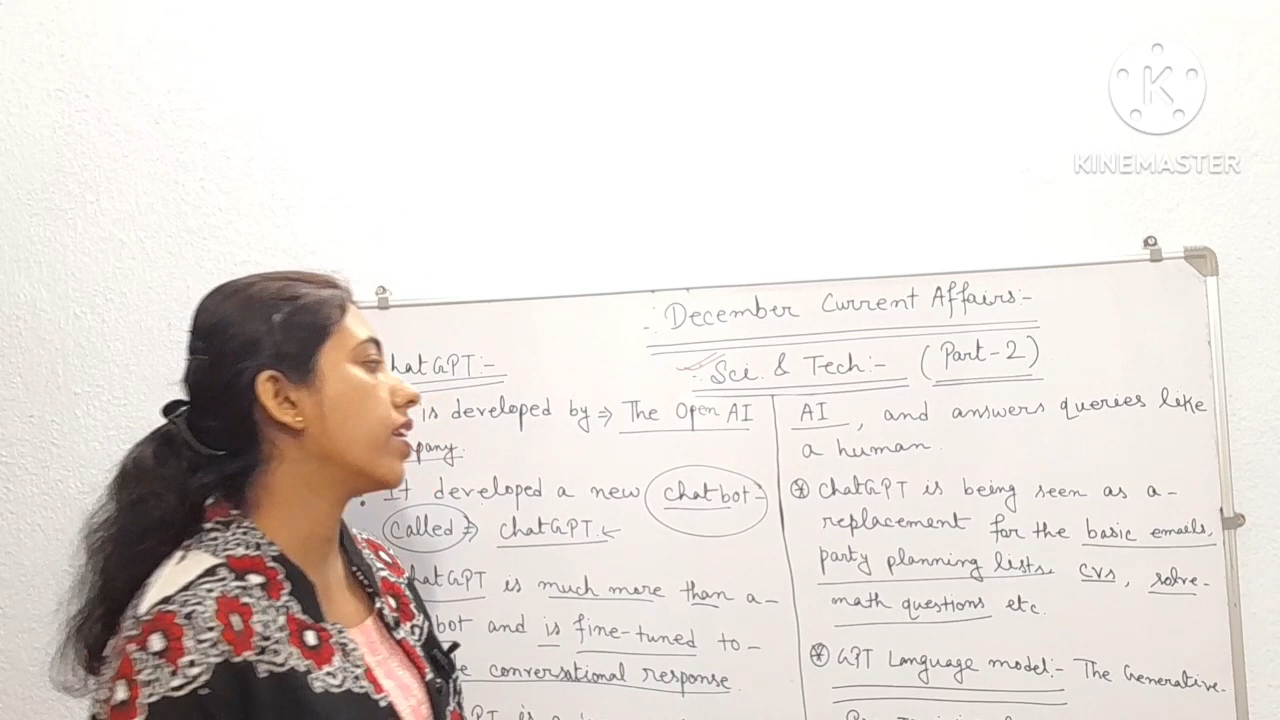 KINEMASTER
December Current Affairs:-
Sci. & Tech:- (Part-2)
hatGPT:-
is developed by ⇒ The Open AI
pany.
It developed a new chatbot-
called ⇒ chatGPT.
hatGPT is much more than a-
bot and is fine-tuned to-
conversational response.
AI, and answers queries like
a human.
chatGPT is being seen as a-
replacement for the basic emails,
party planning lists, CVs, solve-
math questions etc.
GPT Language model:- The Generative-